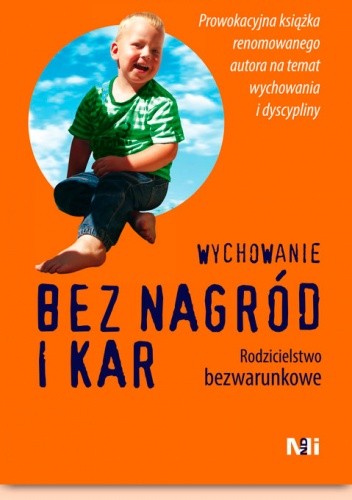 Prowokacyjna książka
renomowanego
autora na temat
wychowania
i dyscypliny
WYCHOWANIE
BEZ NAGRÓD
I KAR
Rodzicielstwo
bezwarunkowe
MiND